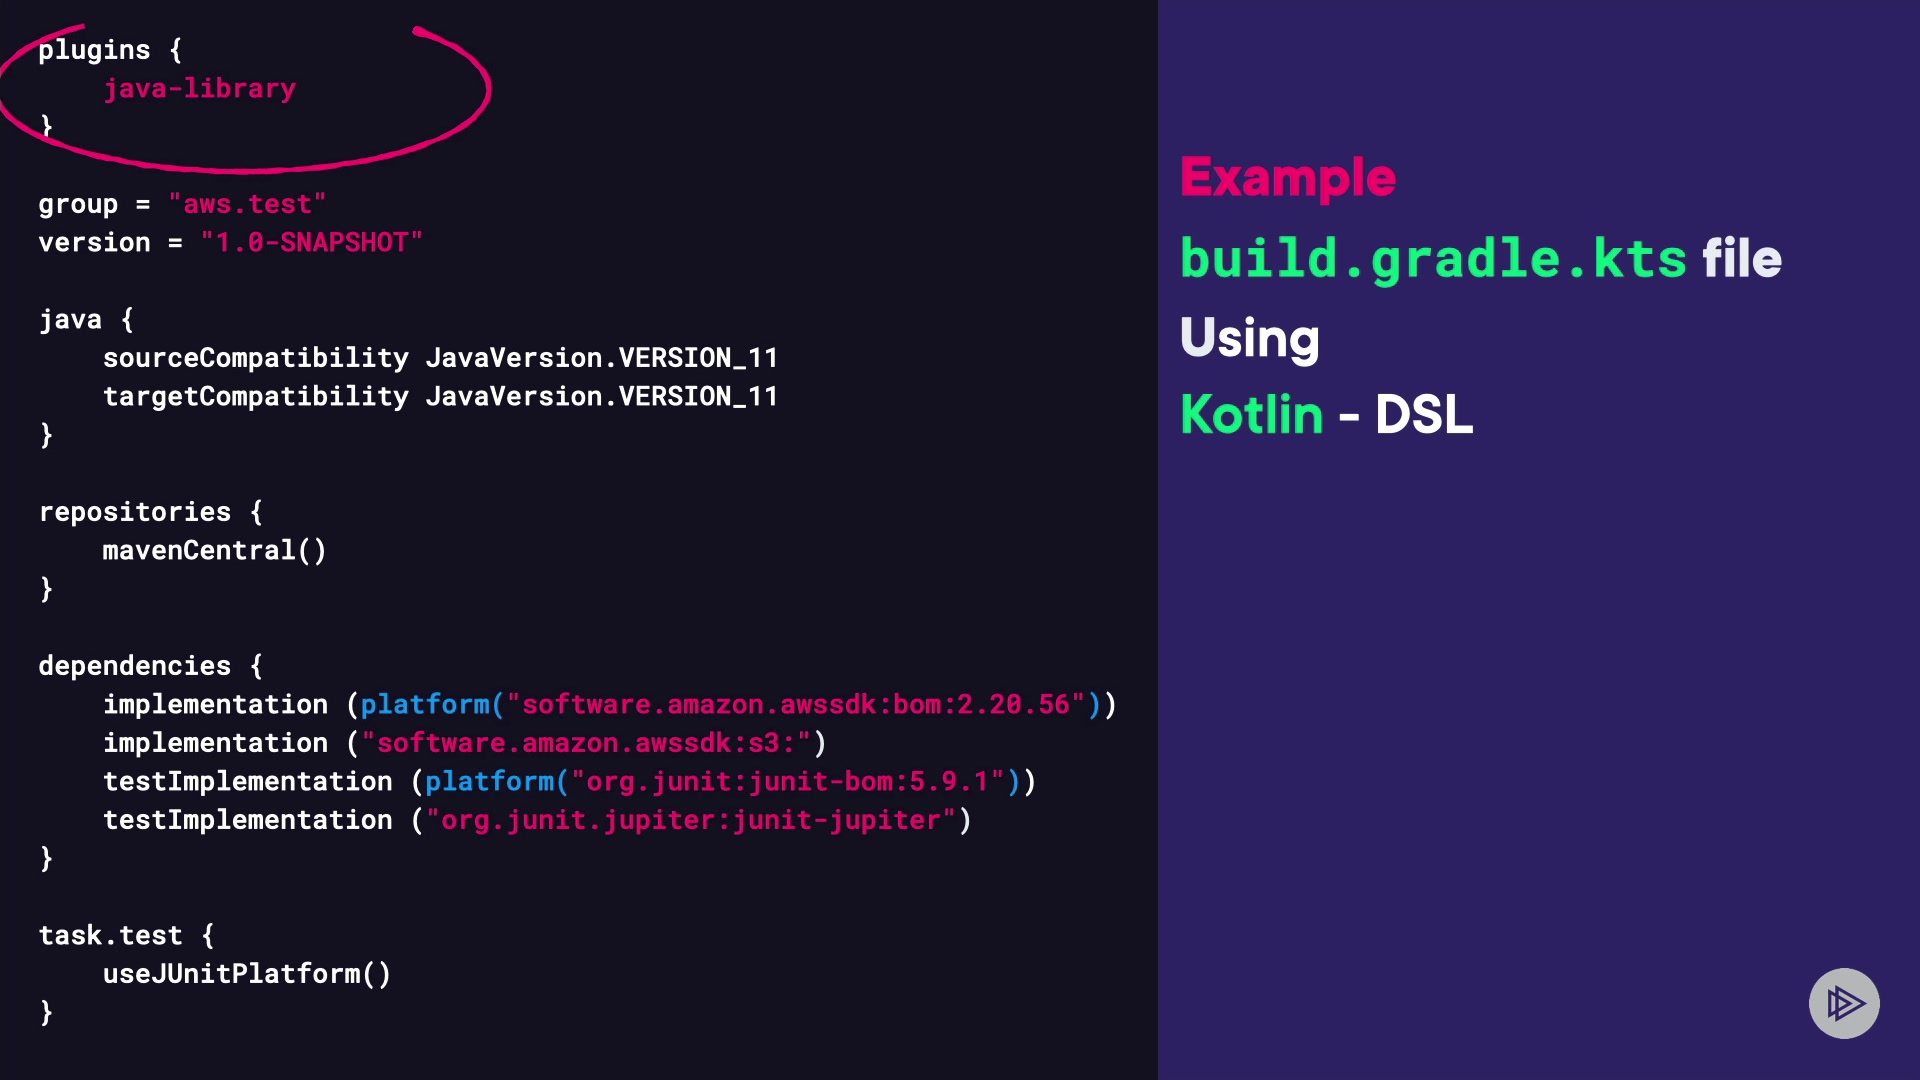 plugins {
    java-library
}
group = "aws.test"
version = "1.0-SNAPSHOT"
java {
    sourceCompatibility JavaVersion.VERSION_11
    targetCompatibility JavaVersion.VERSION_11
}
repositories {
    mavenCentral()
}
dependencies {
    implementation (platform("software.amazon.awssdk:bom:2.20.56"))
    implementation ("software.amazon.awssdk:s3:")
    testImplementation (platform("org.junit:junit-bom:5.9.1"))
    testImplementation ("org.junit.jupiter:junit-jupiter")
}
task.test {
    useJUnitPlatform()
}
Example
build.gradle.kts file
Using
Kotlin - DSL